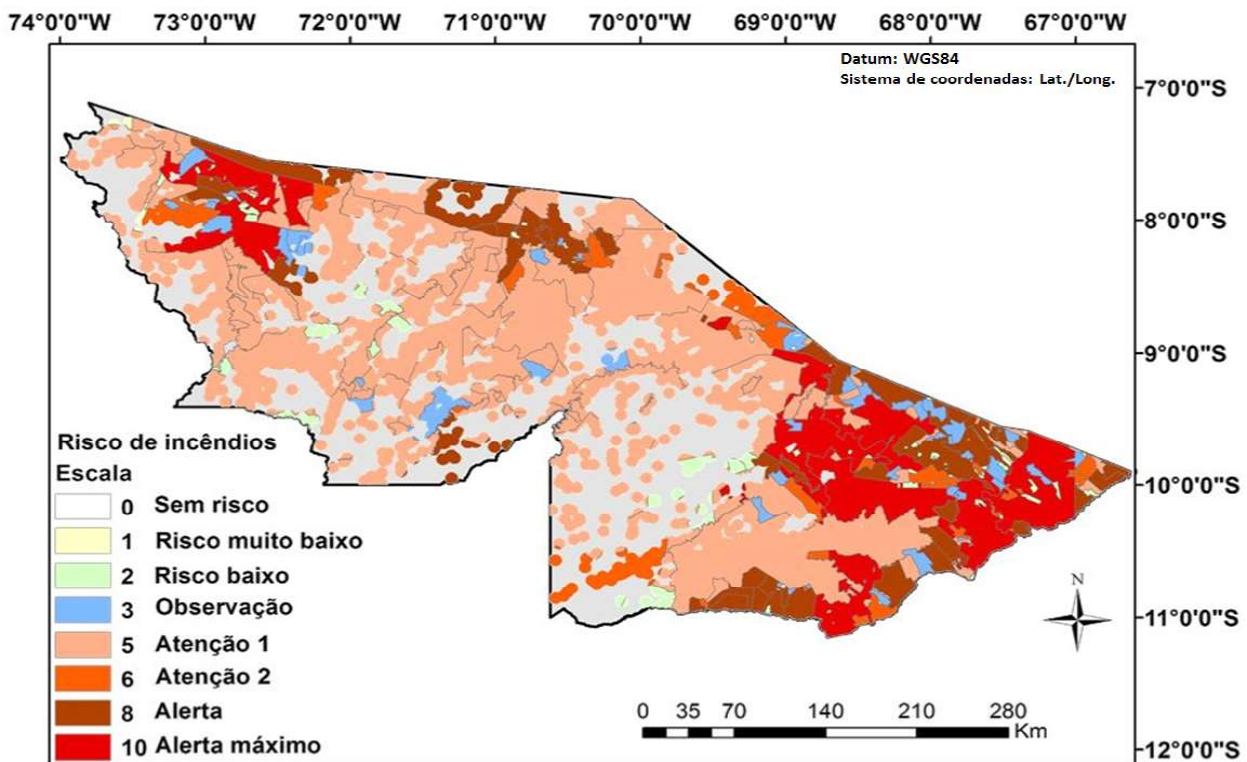 74°0'0"W 73°0'0"W 72°0'0"W 71°0'0"W 70°0'0"W 69°0'0"W 68°0'0"W 67°0'0"W
Datum: WGS84
Sistema de coordenadas: Lat./Long.
7°0'0"S
8°0'0"S
9°0'0"S
10°0'0"S
11°0'0"S
12°0'0"S
Risco de incêndios
Escala
0 Sem risco
1 Risco muito baixo
2 Risco baixo
3 Observação
5 Atenção 1
6 Atenção 2
8 Alerta
10 Alerta máximo
N
0 35 70 140 210 280
Km